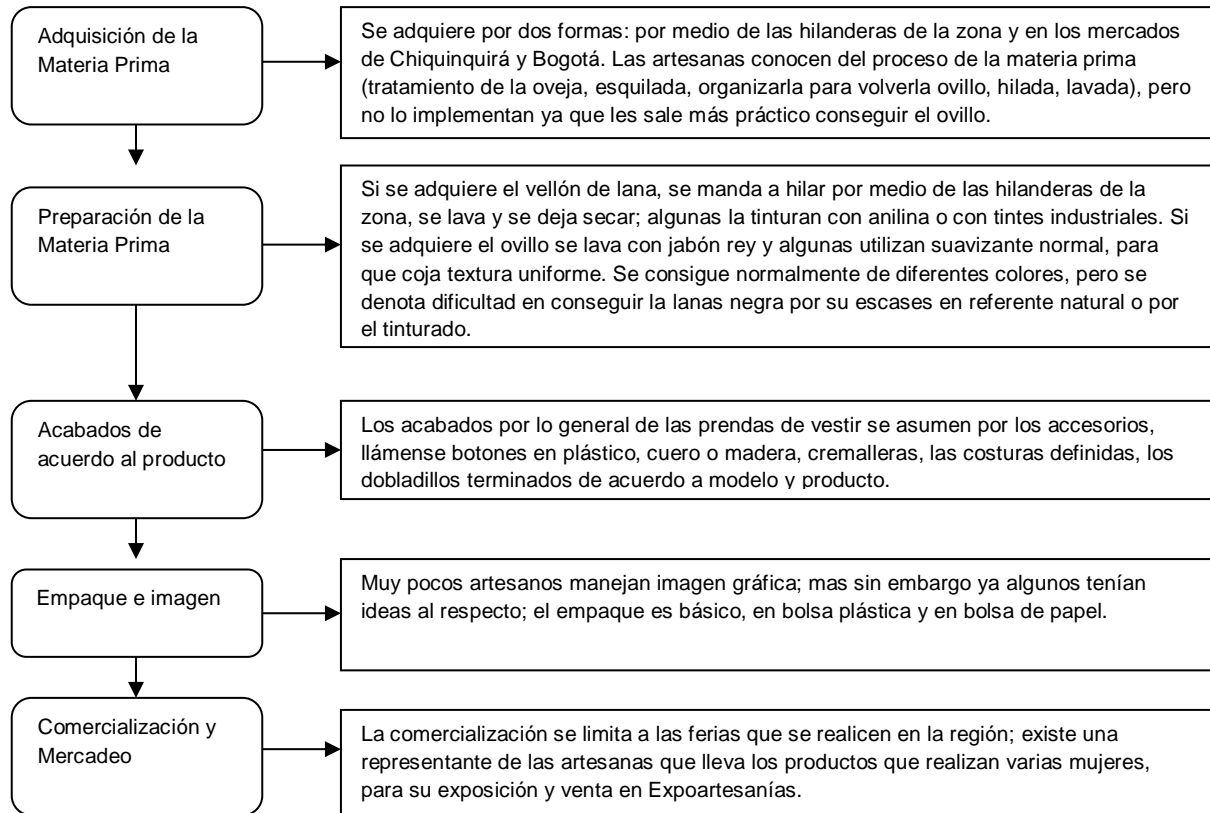 Adquisición de la
Materia Prima
Se adquiere por dos formas: por medio de las hilanderas de la zona y en los mercados
de Chiquinquirá y Bogotá. Las artesanas conocen del proceso de la materia prima
(tratamiento de la oveja, esquilada, organizarla para volverla ovillo, hilada, lavada), pero
no lo implementan ya que les sale más práctico conseguir el ovillo.
Preparación de la
Materia Prima
Si se adquiere el vellón de lana, se manda a hilar por medio de las hilanderas de la
zona, se lava y se deja secar; algunas la tinturan con anilina o con tintes industriales. Si
se adquiere el ovillo se lava con jabón rey y algunas utilizan suavizante normal, para
que coja textura uniforme. Se consigue normalmente de diferentes colores, pero se
denota dificultad en conseguir la lanas negra por su escases en referente natural o por
el tinturado.
Acabados de
acuerdo al producto
Los acabados por lo general de las prendas de vestir se asumen por los accesorios,
llámense botones en plástico, cuero o madera, cremalleras, las costuras definidas, los
dobladillos terminados de acuerdo a modelo y producto.
Empaque e imagen
Muy pocos artesanos manejan imagen gráfica; mas sin embargo ya algunos tenían
ideas al respecto; el empaque es básico, en bolsa plástica y en bolsa de papel.
Comercialización y
Mercadeo
La comercialización se limita a las ferias que se realicen en la región; existe una
representante de las artesanas que lleva los productos que realizan varias mujeres,
para su exposición y venta en Expoartesanías.